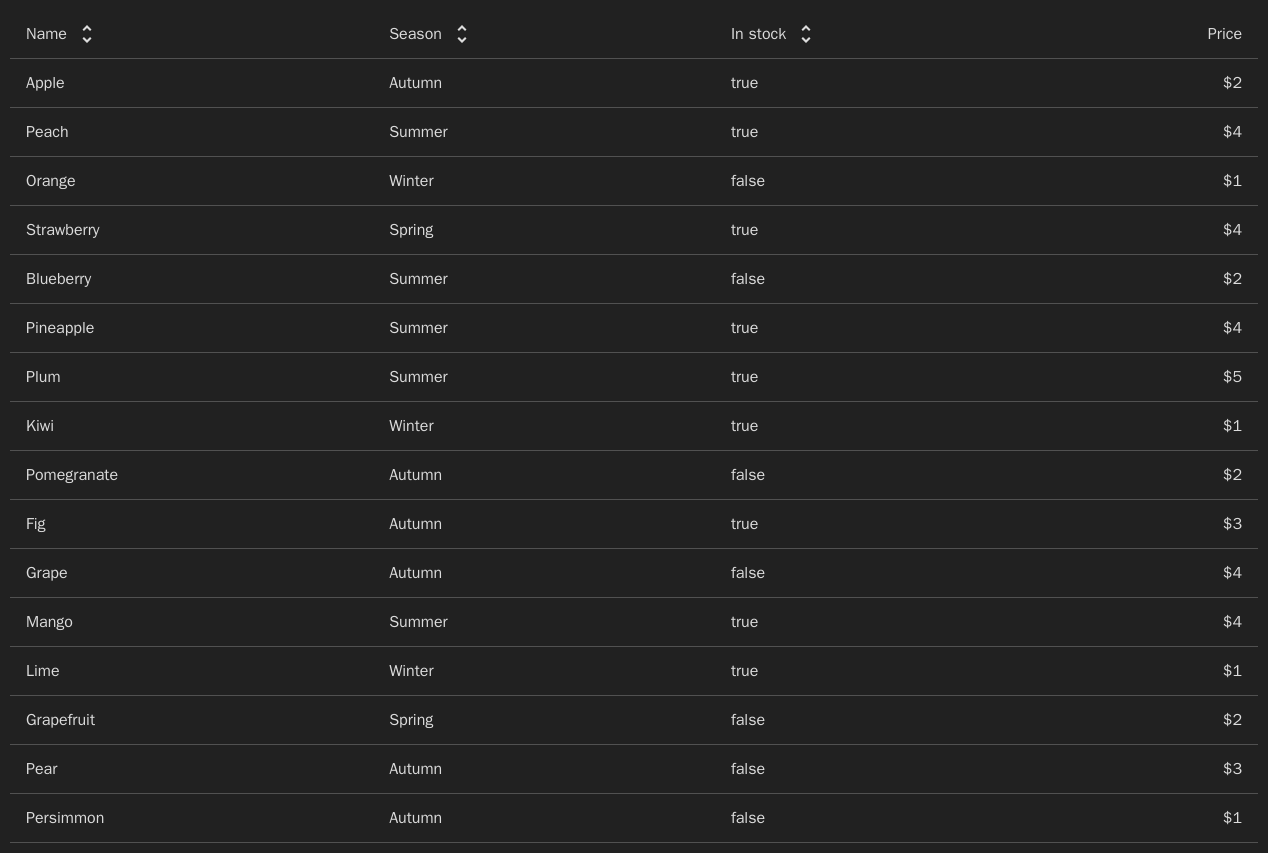 Name Season In stock Price
Apple Autumn true $2
Peach Summer true $4
Orange Winter false $1
Strawberry Spring true $4
Blueberry Summer false $2
Pineapple Summer true $4
Plum Summer true $5
Kiwi Winter true $1
Pomegranate Autumn false $2
Fig Autumn true $3
Grape Autumn false $4
Mango Summer true $4
Lime Winter true $1
Grapefruit Spring false $2
Pear Autumn false $3
Persimmon Autumn false $1